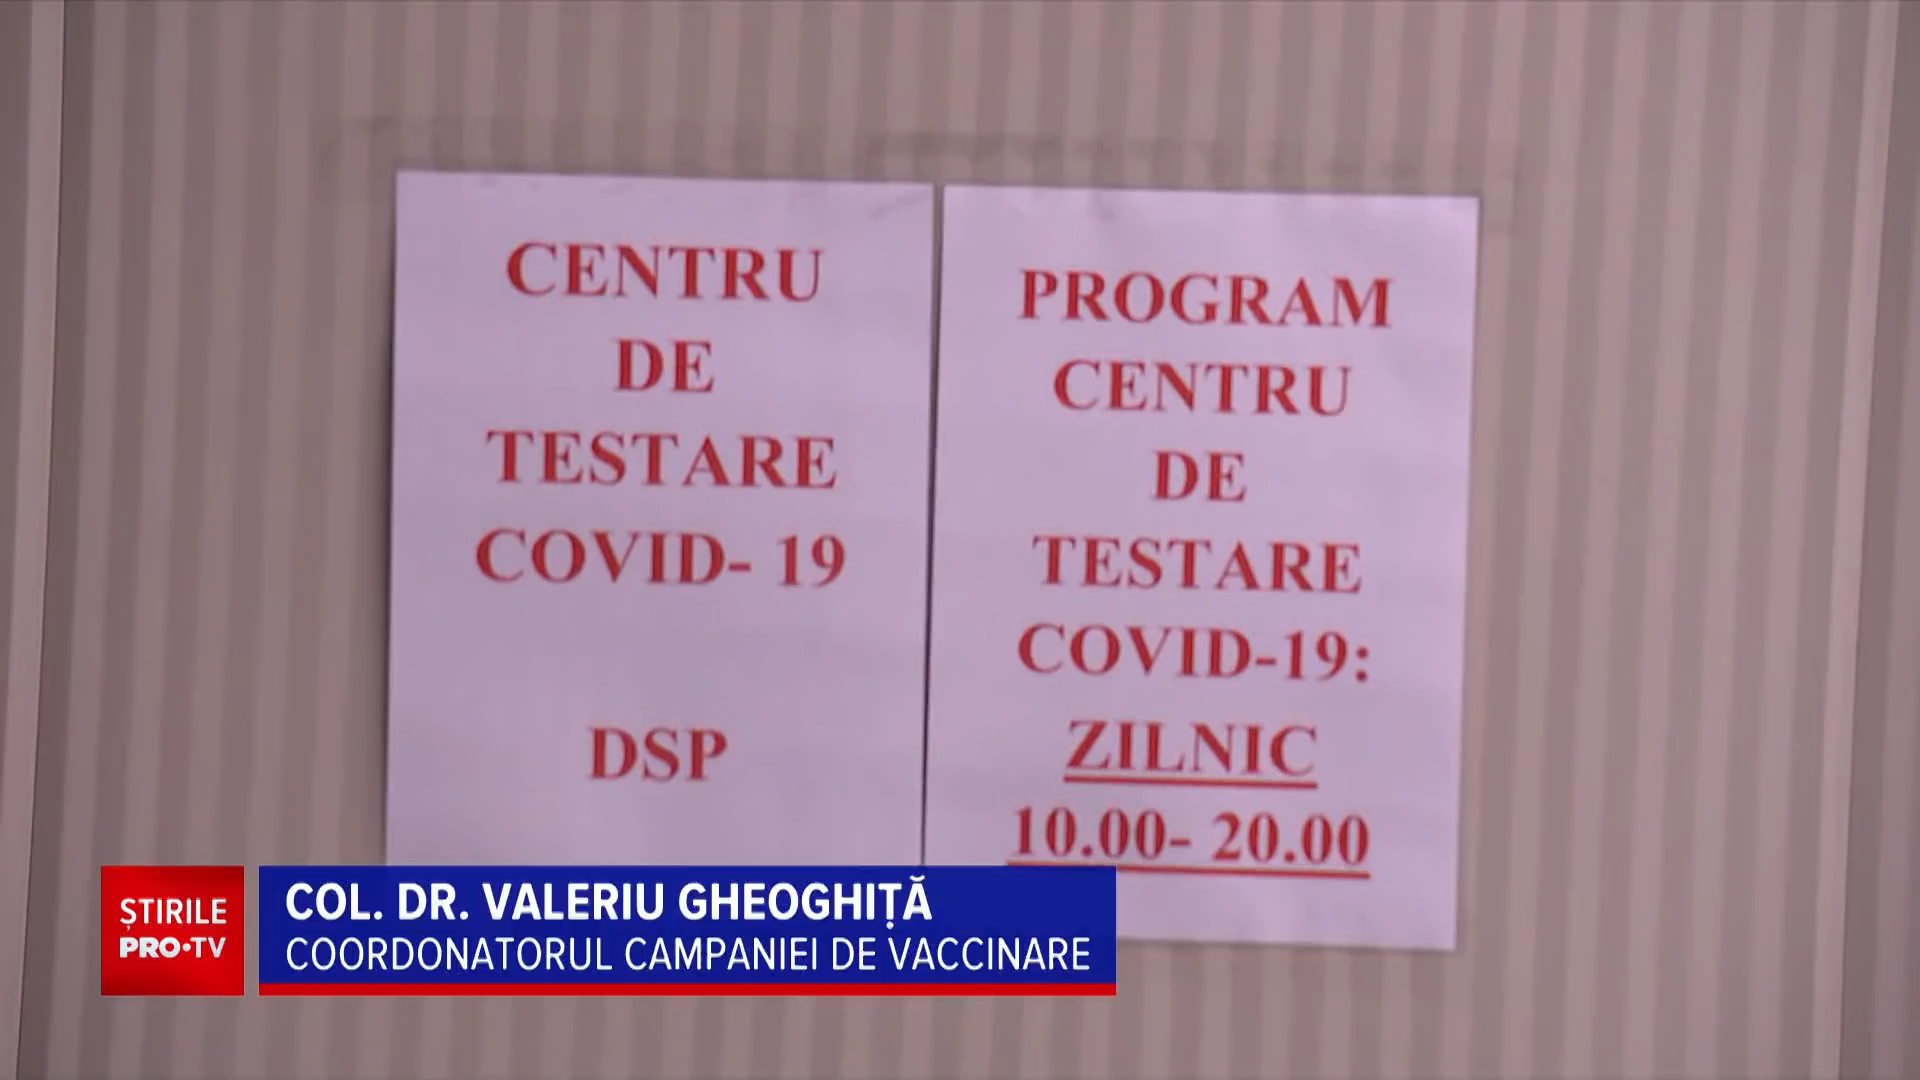 CENTRU
DE
TESTARE
COVID- 19
DSP
PROGRAM
CENTRU
DE
TESTARE
COVID-19:
ZILNIC
10.00- 20.00
ȘTIRILE
PRO•TV
COL. DR. VALERIU GHEOGHIȚĂ
COORDONATORUL CAMPANIEI DE VACCINARE